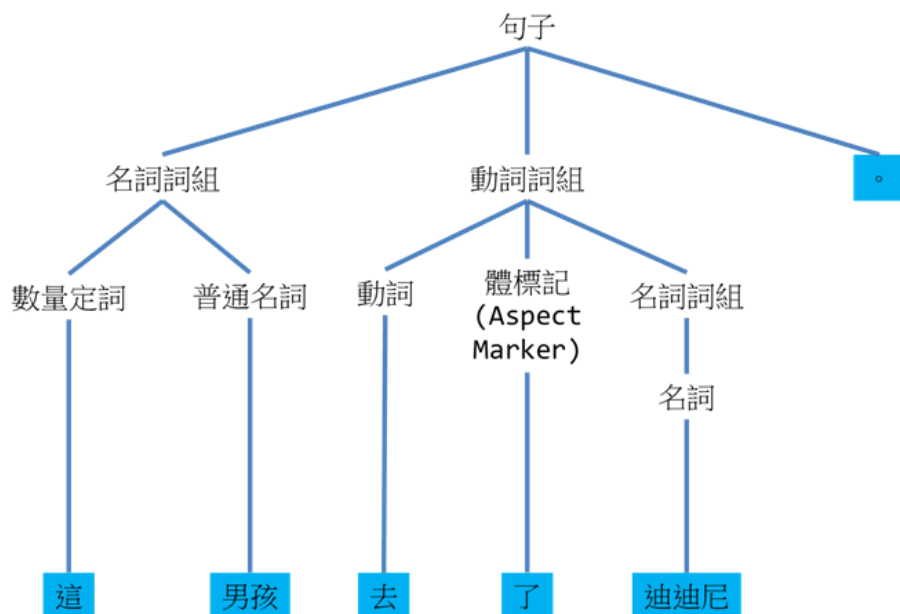 句子
名詞詞組 動詞詞組 。
數量定詞 普通名詞 動詞 體標記 名詞詞組
(Aspect
Marker)
名詞
這 男孩 去 了 迪迪尼